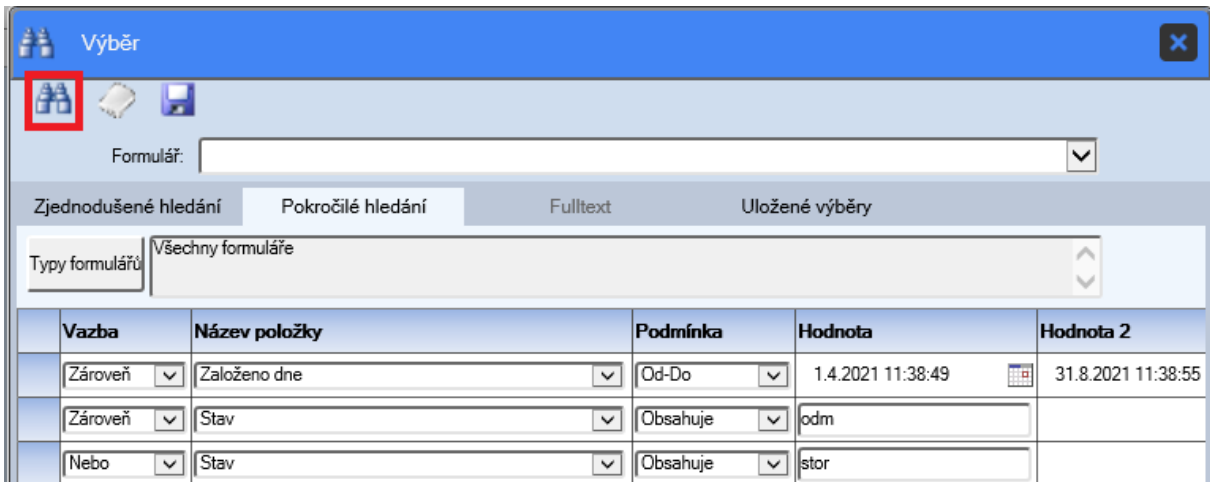 Výběr
Formulář:
Zjednodušené hledání Pokročilé hledání Fulltext Uložené výběry
Typy formulářů Všechny formuláře
Vazba Název položky Podmínka Hodnota Hodnota 2
Zároveň Založeno dne Od-Do 1.4.2021 11:38:49 31.8.2021 11:38:55
Zároveň Stav Obsahuje odm
Nebo Stav Obsahuje stor